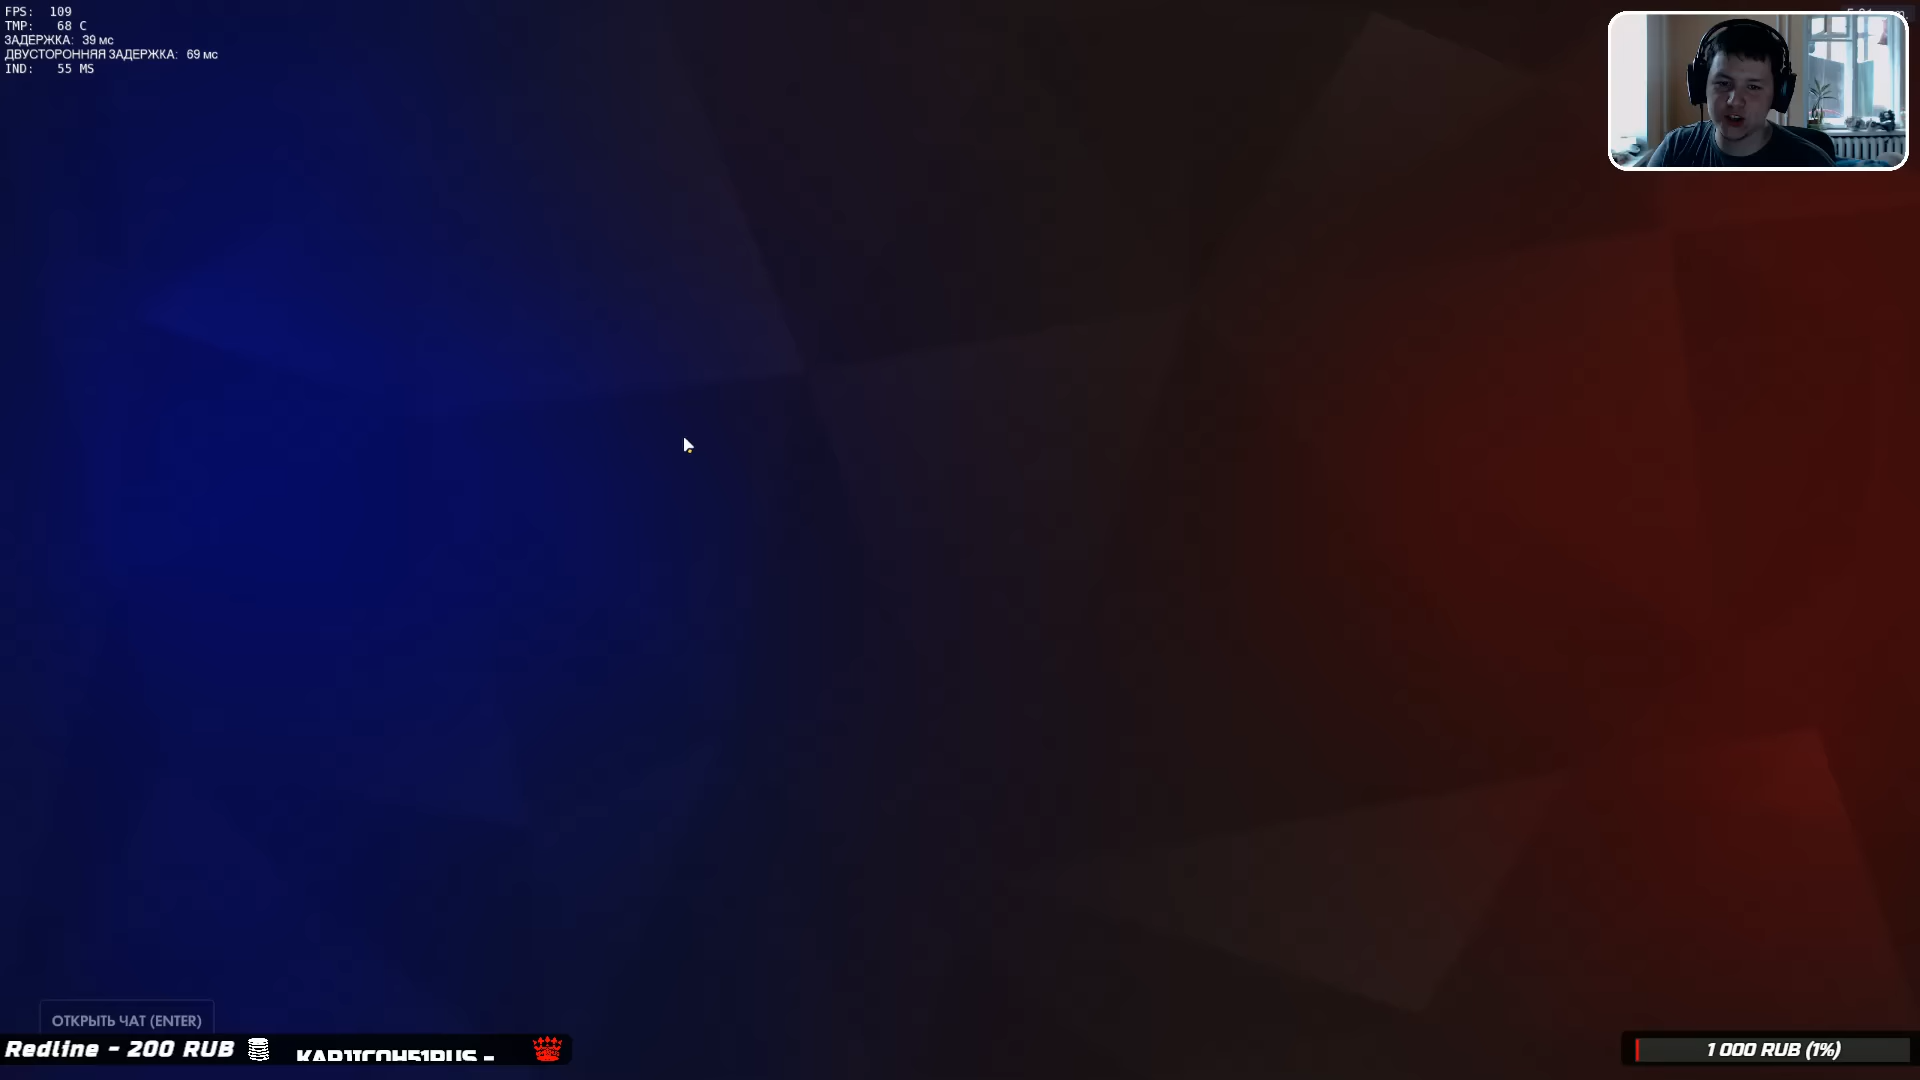 FPS: 109
TMP: 68 C
ЗАДЕРЖКА: 39 мс
ДВУСТОРОННЯЯ ЗАДЕРЖКА: 69 мс
IND: 55 MS
ОТКРЫТЬ ЧАТ (ENTER)
Redline - 200 RUB
1 000 RUB (1%)